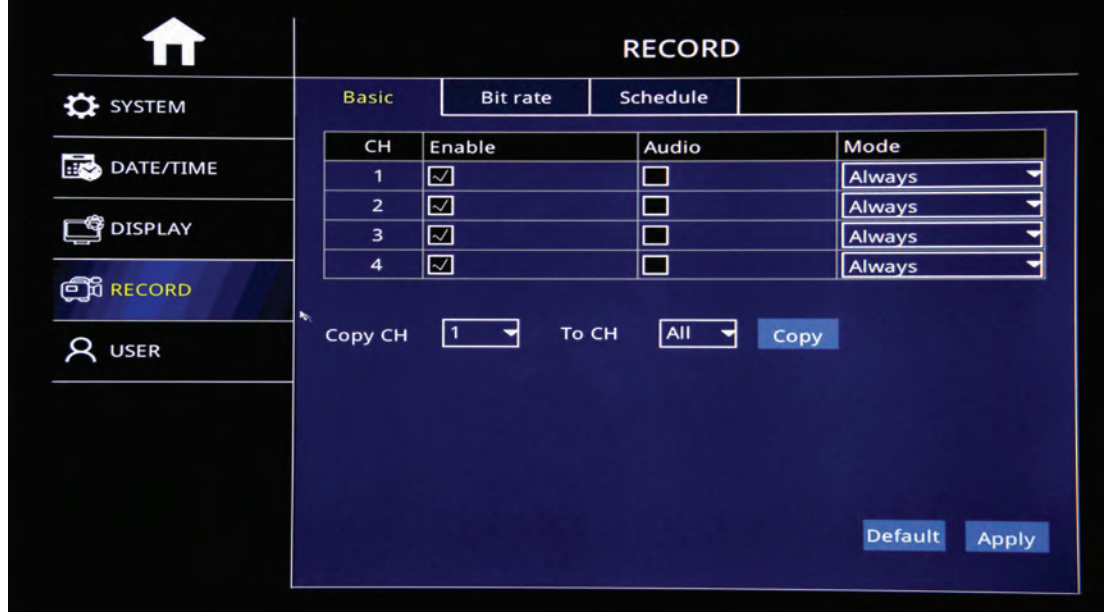 RECORD
SYSTEM
DATE/TIME
DISPLAY
RECORD
USER
Basic Bit rate Schedule
CH Enable Audio Mode
1 Always
2 Always
3 Always
4 Always
Copy CH 1 To CH All Copy
Default Apply